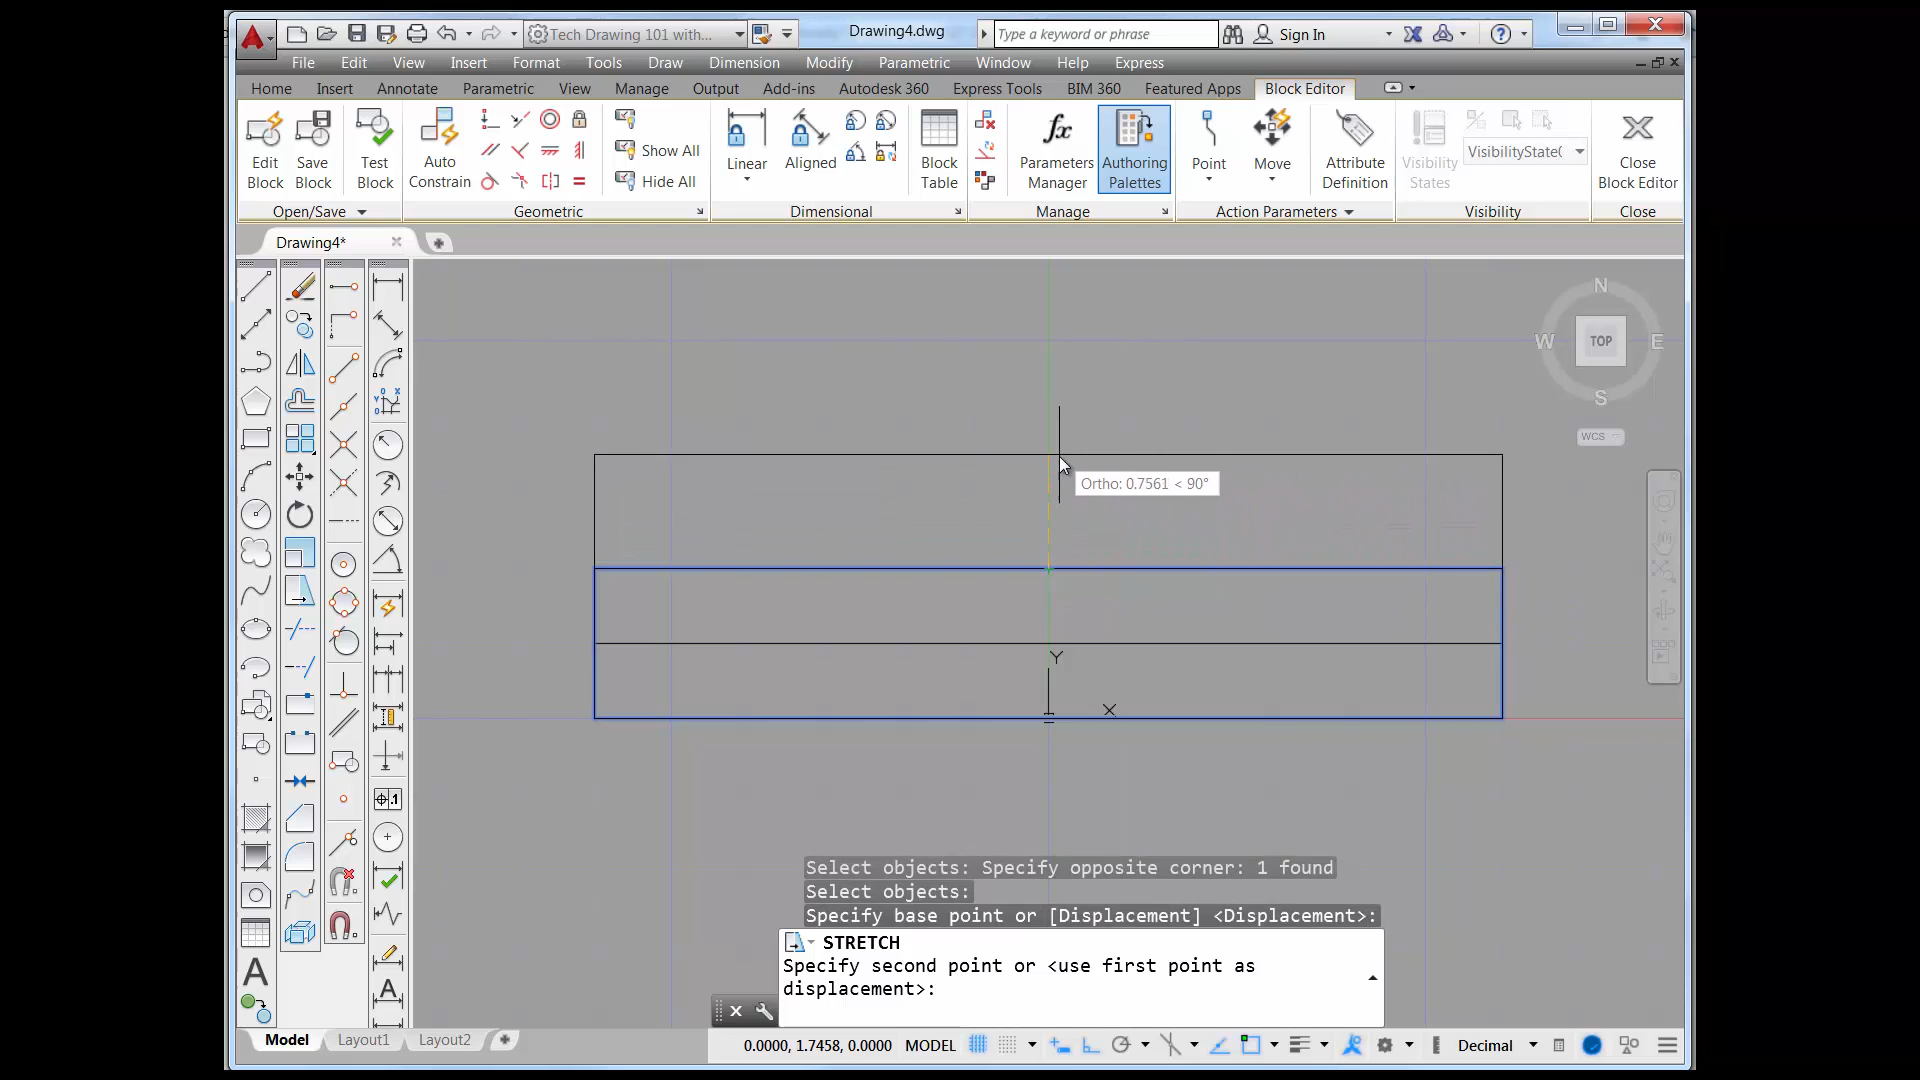 Tech Drawing 101 with...
Drawing4.dwg
Type a keyword or phrase
Sign In
File Edit View Insert Format Tools Draw Dimension Modify Parametric Window Help Express
Home Insert Annotate Parametric View Manage Output Add-ins Autodesk 360 Express Tools BIM 360 Featured Apps Block Editor
Edit Block
Save Block
Test Block
Auto Constrain
Show All
Hide All
Linear
Aligned
Block Table
Parameters Manager
Authoring Palettes
Point
Move
Attribute Definition
Visibility States
VisibilityState0
Close Block Editor
Open/Save
Geometric
Dimensional
Manage
Action Parameters
Visibility
Close
Drawing4*
N
W
TOP
E
S
WCS
Ortho: 0.7561 < 90°
Y
X
Select objects: Specify opposite corner: 1 found
Select objects:
Specify base point or [Displacement] <Displacement>:
STRETCH
Specify second point or <use first point as
displacement>:
Model Layout1 Layout2
0.0000, 1.7458, 0.0000 MODEL
Decimal